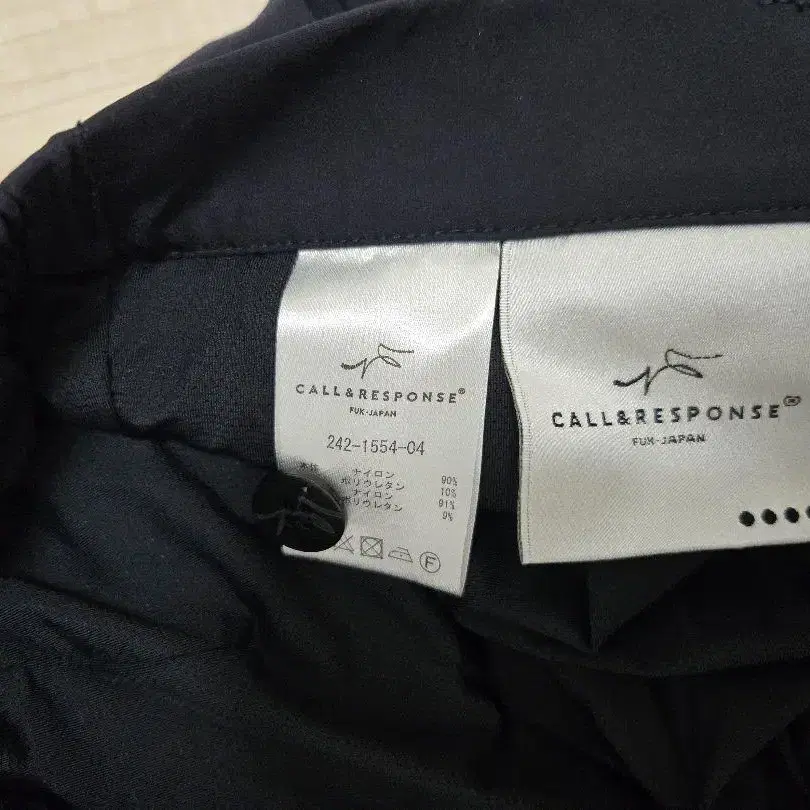 CALL&RESPONSE®
FUK-JAPAN
242-1554-04
ナイロン 90%
ポリウレタン 10%
ナイロン 91%
ポリウレタン 9%
F
CALL&RESPONSE®
FUK-JAPAN